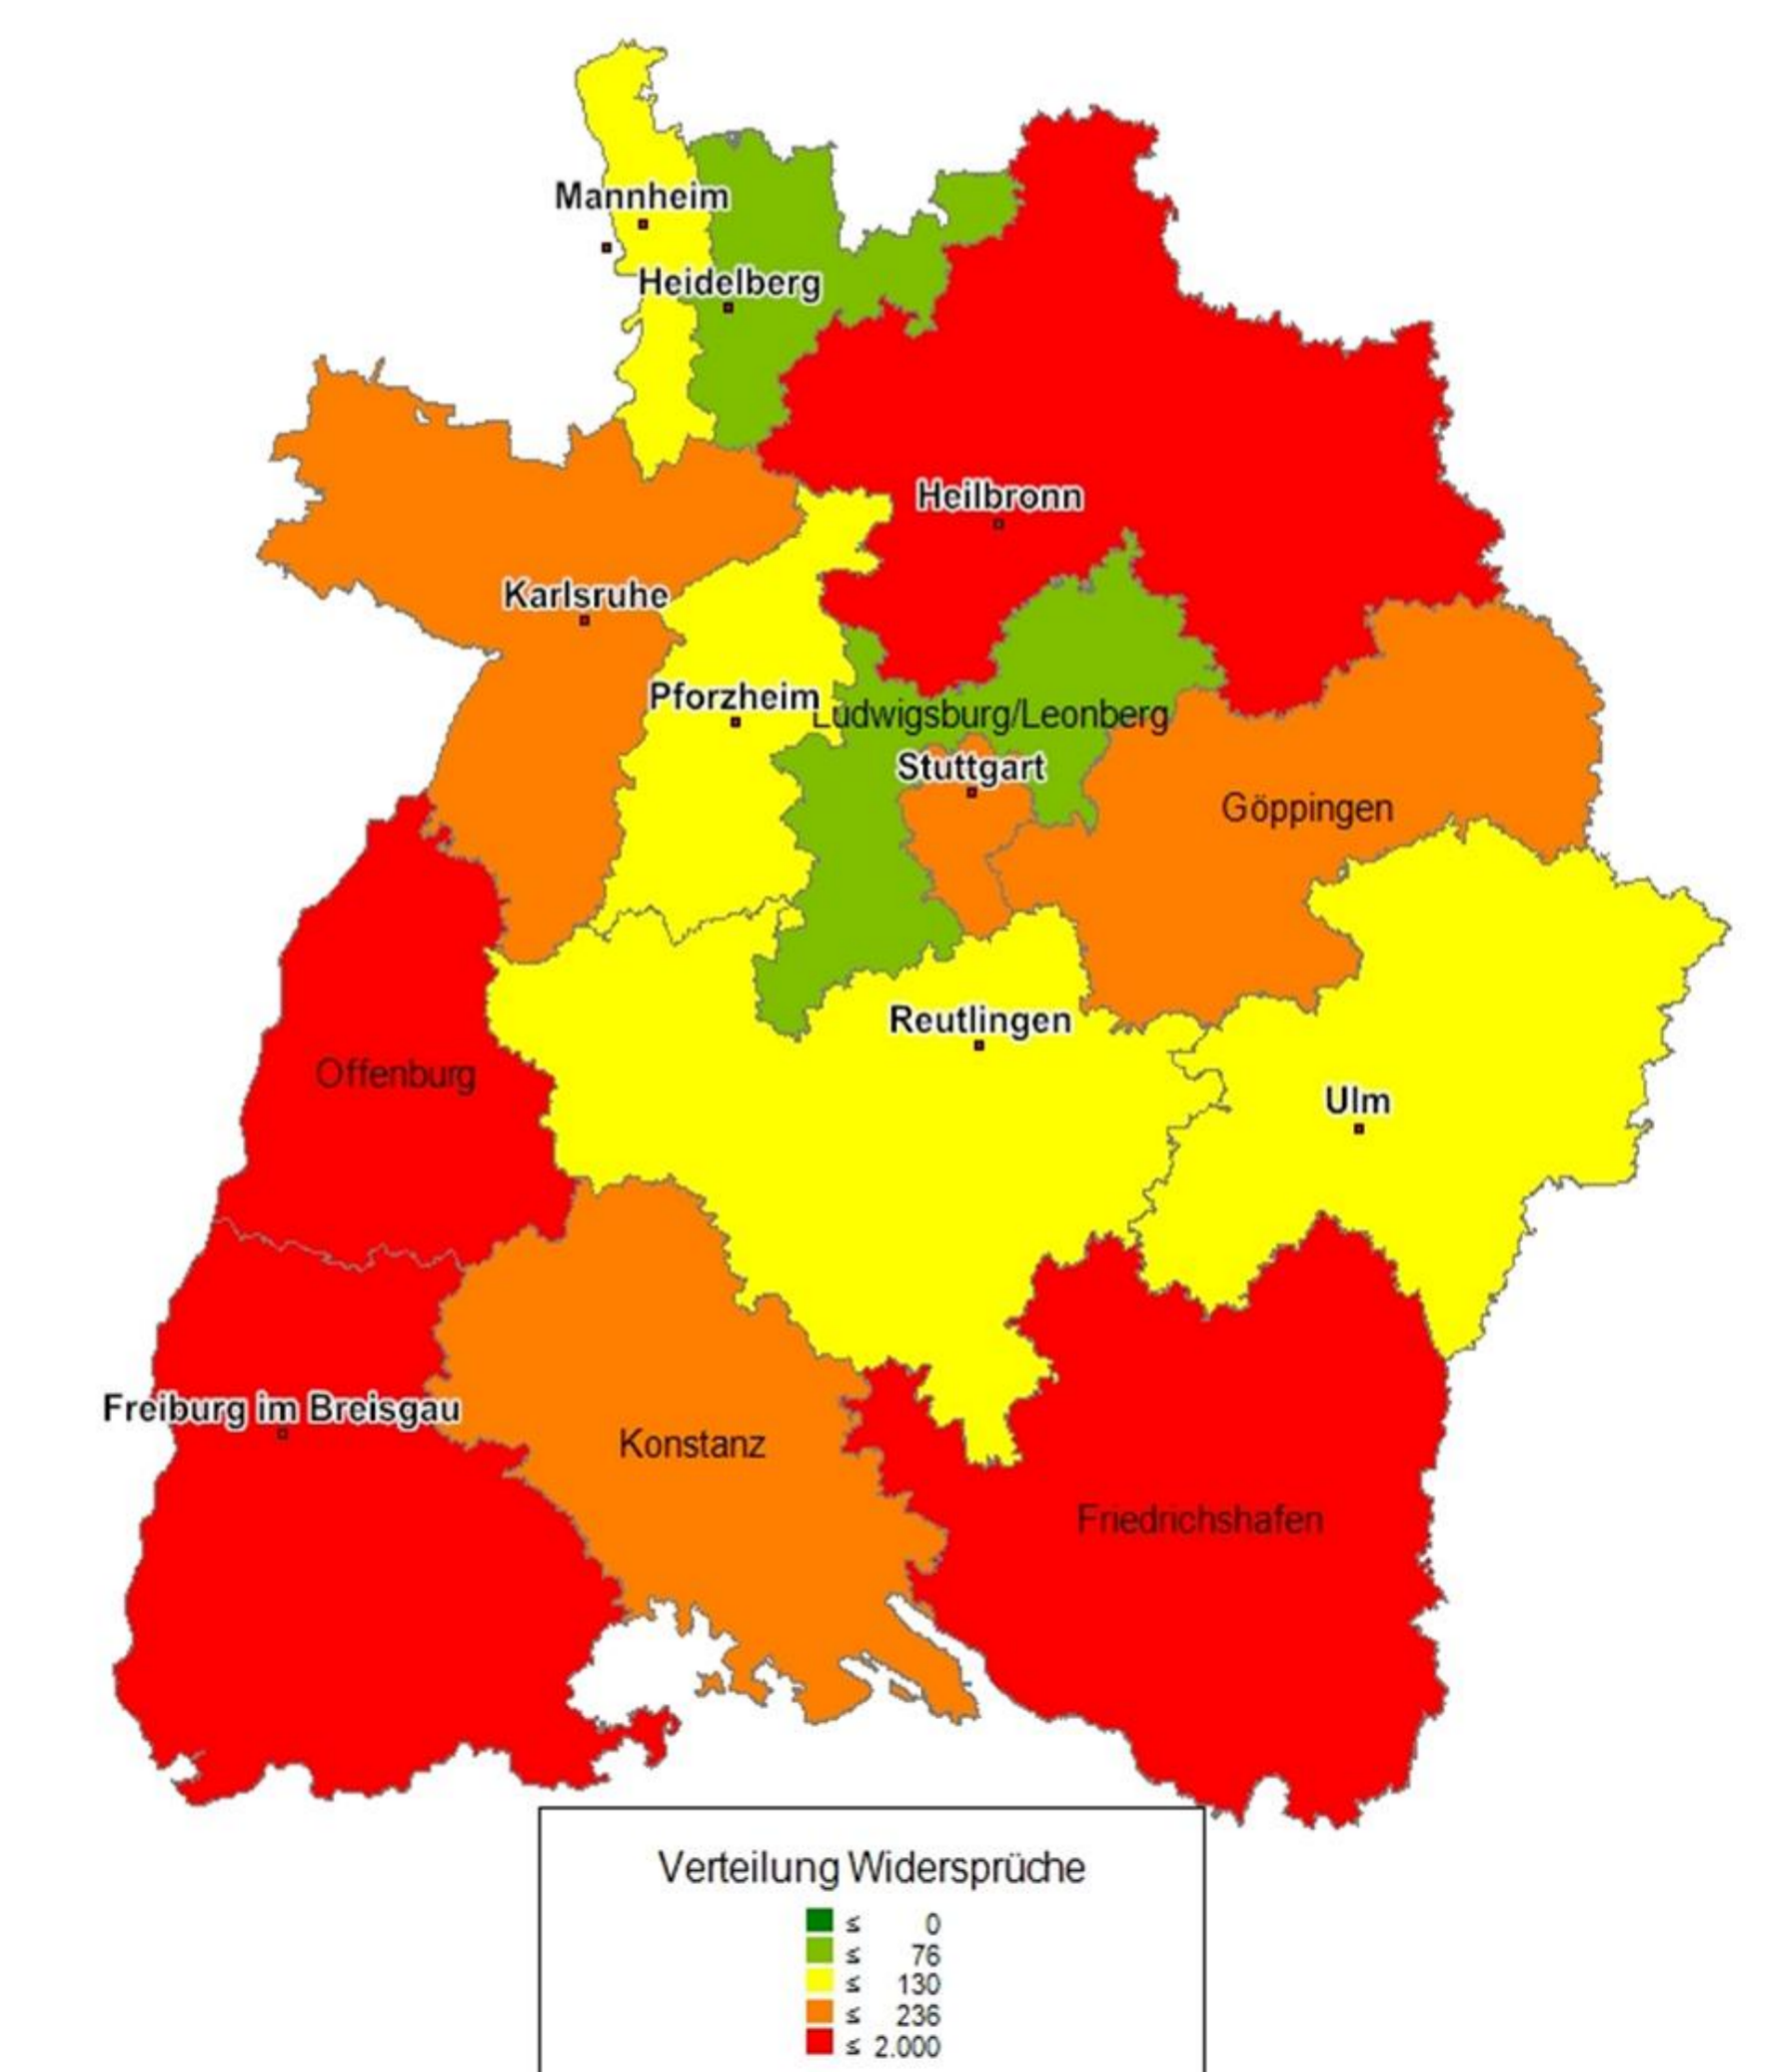 Mannheim
Heidelberg
Heilbronn
Karlsruhe
Pforzheim
Ludwigsburg/Leonberg
Stuttgart
Göppingen
Reutlingen
Offenburg
Ulm
Freiburg im Breisgau
Konstanz
Friedrichshafen
Verteilung Widersprüche
≤ 0
≤ 76
≤ 130
≤ 236
≤ 2.000